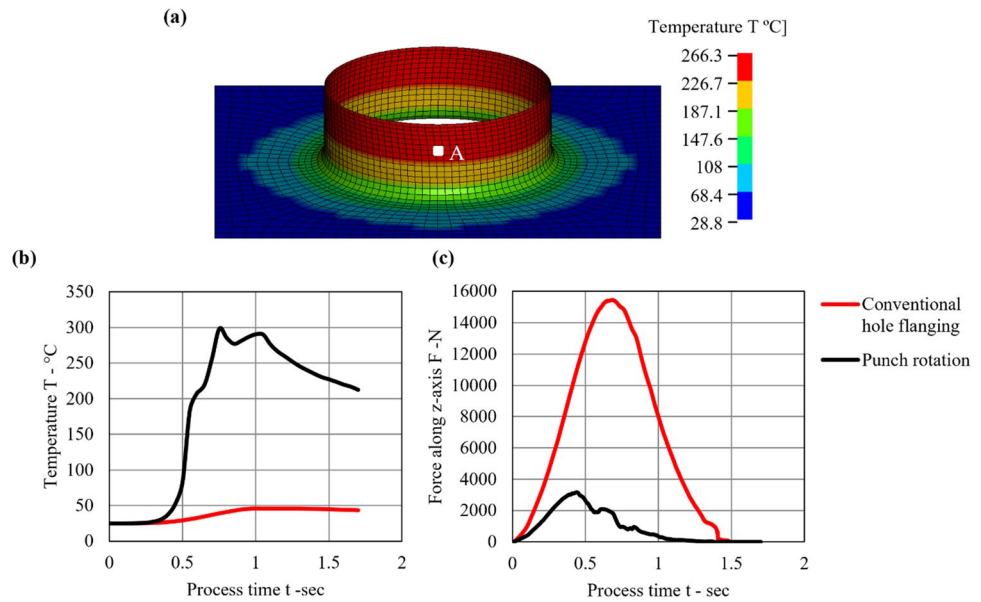 (a)
Temperature T ºC]
266.3
226.7
187.1
147.6
108
68.4
28.8
A
(b)
350
300
250
200
150
100
50
0
Temperature T - °C
0
0.5
1
1.5
2
Process time t -sec
(c)
16000
14000
12000
10000
8000
6000
4000
2000
0
Force along z-axis F -N
0
0.5
1
1.5
2
Process time t - sec
Conventional
hole flanging
Punch rotation